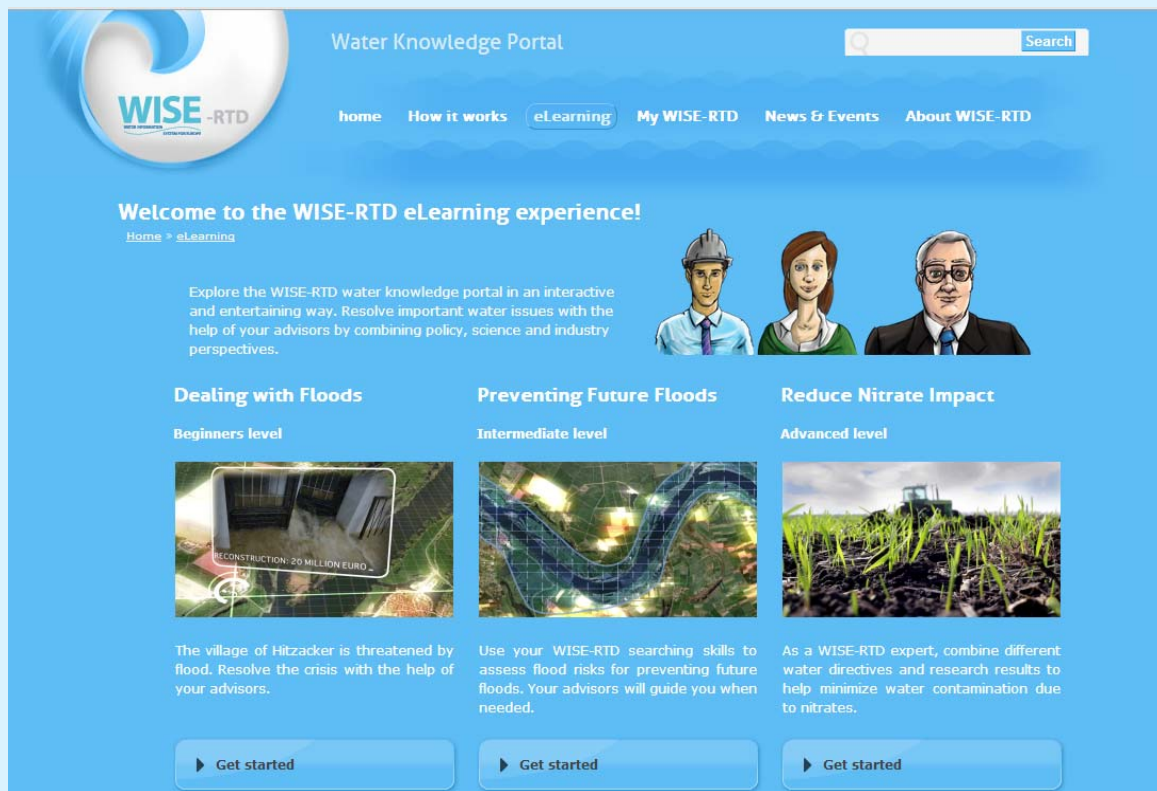 Water Knowledge Portal
Search
WISE -RTD
WATER INFORMATION
SYSTEM FOR EUROPE
home How it works eLearning My WISE-RTD News & Events About WISE-RTD
Welcome to the WISE-RTD eLearning experience!
Home » eLearning
Explore the WISE-RTD water knowledge portal in an interactive
and entertaining way. Resolve important water issues with the
help of your advisors by combining policy, science and industry
perspectives.
Dealing with Floods
Beginners level
RECONSTRUCTION: 20 MILLION EURO
The village of Hitzacker is threatened by
flood. Resolve the crisis with the help of
your advisors.
Get started
Preventing Future Floods
Intermediate level
Use your WISE-RTD searching skills to
assess flood risks for preventing future
floods. Your advisors will guide you when
needed.
Get started
Reduce Nitrate Impact
Advanced level
As a WISE-RTD expert, combine different
water directives and research results to
help minimize water contamination due
to nitrates.
Get started